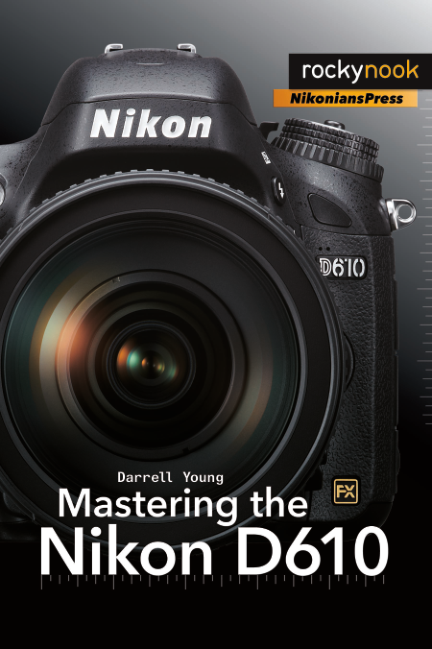 rockynook
NikoniansPress
Nikon
D610
Darrell Young
FX
Mastering the
Nikon D610